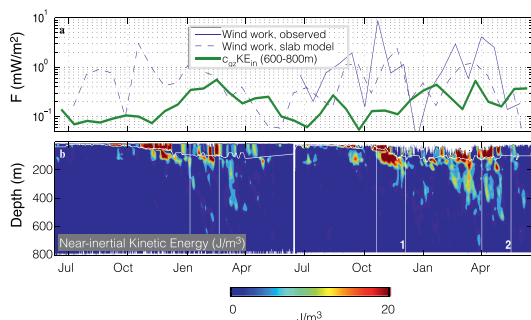 10¹
10⁰
10⁻¹
F (mW/m²)
a
Wind work, observed
Wind work, slab model
c_gz KE_in (600-800m)
b
200
400
600
800
Depth (m)
Near-inertial Kinetic Energy (J/m³)
1
2
Jul Oct Jan Apr Jul Oct Jan Apr
0 20
J/m³